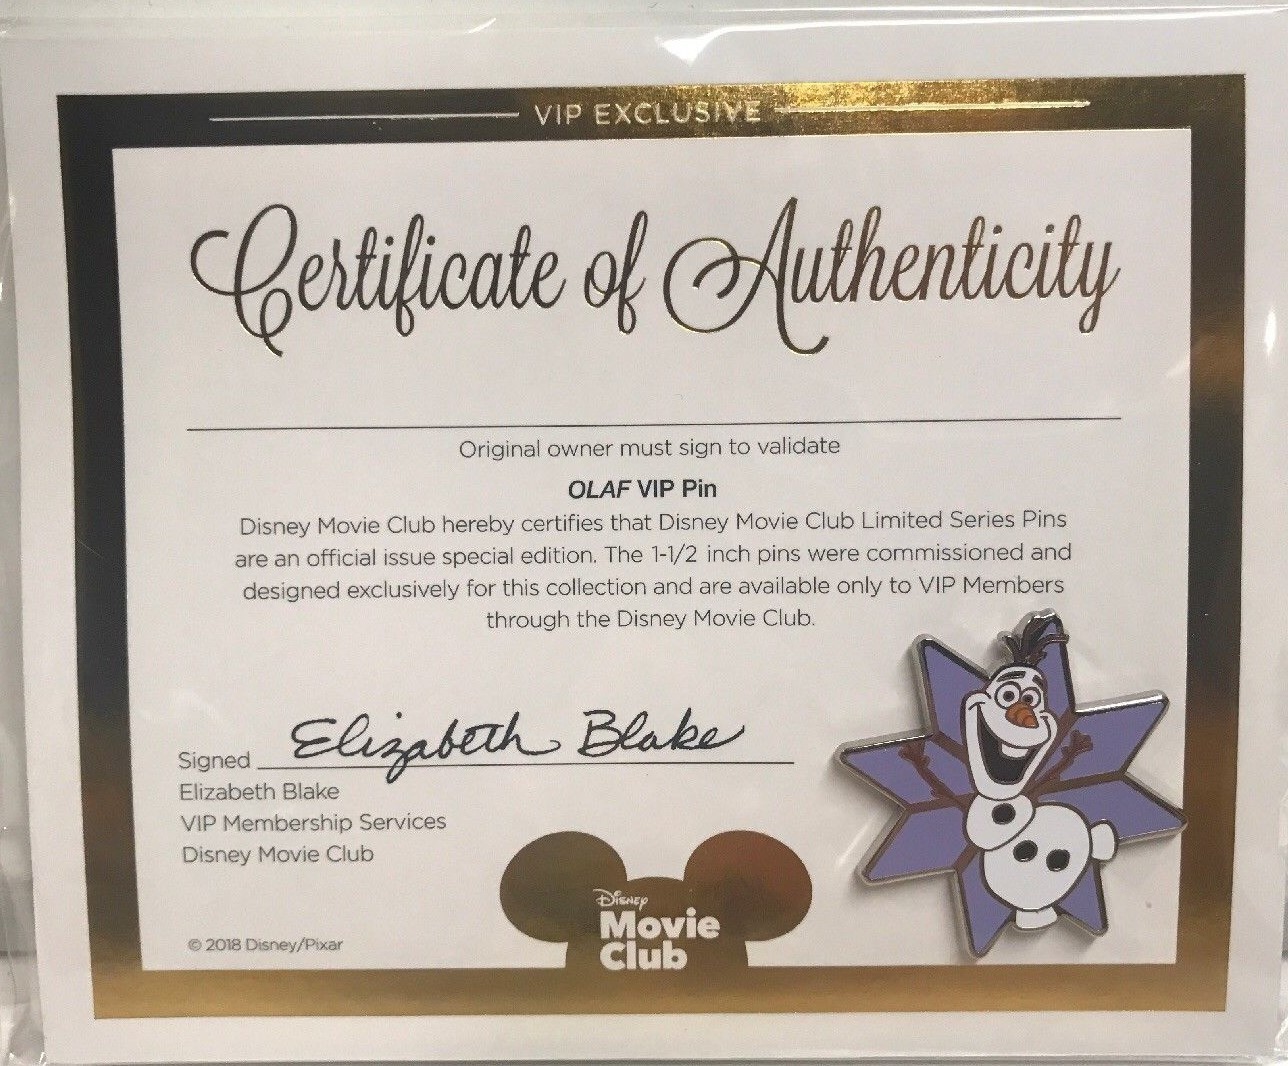 VIP EXCLUSIVE
Certificate of Authenticity
Original owner must sign to validate
OLAF VIP Pin
Disney Movie Club hereby certifies that Disney Movie Club Limited Series Pins
are an official issue special edition. The 1-1/2 inch pins were commissioned and
designed exclusively for this collection and are available only to VIP Members
through the Disney Movie Club.
Signed Elizabeth Blake
Elizabeth Blake
VIP Membership Services
Disney Movie Club
© 2018 Disney/Pixar
Disney
Movie
Club